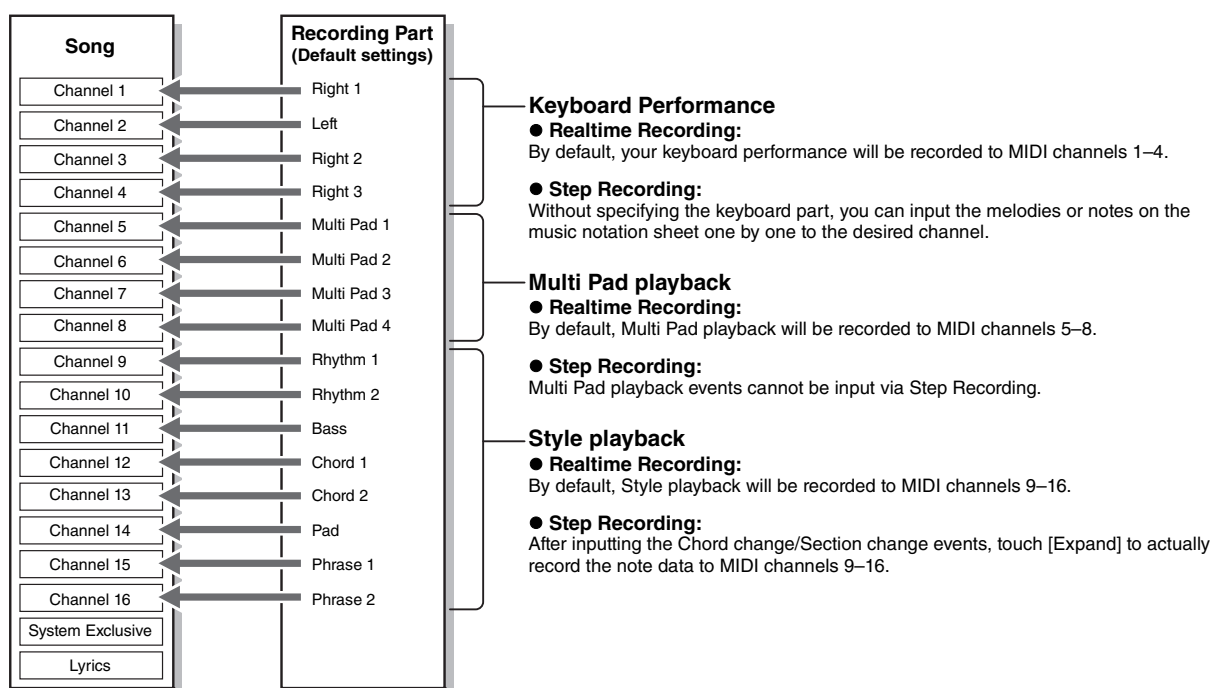 Song
Channel 1
Channel 2
Channel 3
Channel 4
Channel 5
Channel 6
Channel 7
Channel 8
Channel 9
Channel 10
Channel 11
Channel 12
Channel 13
Channel 14
Channel 15
Channel 16
System Exclusive
Lyrics
Recording Part
(Default settings)
Right 1
Left
Right 2
Right 3
Multi Pad 1
Multi Pad 2
Multi Pad 3
Multi Pad 4
Rhythm 1
Rhythm 2
Bass
Chord 1
Chord 2
Pad
Phrase 1
Phrase 2
Keyboard Performance
● Realtime Recording:
By default, your keyboard performance will be recorded to MIDI channels 1–4.
● Step Recording:
Without specifying the keyboard part, you can input the melodies or notes on the
music notation sheet one by one to the desired channel.
Multi Pad playback
● Realtime Recording:
By default, Multi Pad playback will be recorded to MIDI channels 5–8.
● Step Recording:
Multi Pad playback events cannot be input via Step Recording.
Style playback
● Realtime Recording:
By default, Style playback will be recorded to MIDI channels 9–16.
● Step Recording:
After inputting the Chord change/Section change events, touch [Expand] to actually
record the note data to MIDI channels 9–16.